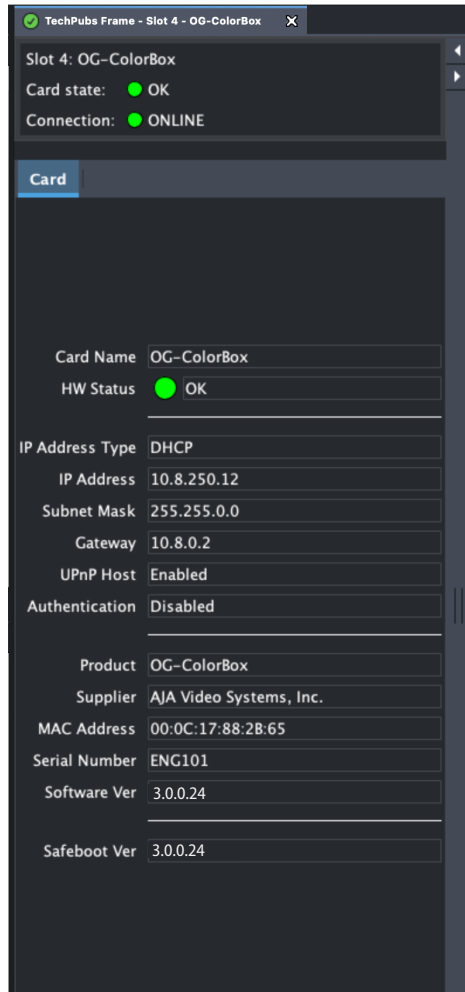 TechPubs Frame - Slot 4 - OG-ColorBox X
Slot 4: OG-ColorBox
Card state: OK
Connection: ONLINE
Card
Card Name OG-ColorBox
HW Status OK
IP Address Type DHCP
IP Address 10.8.250.12
Subnet Mask 255.255.0.0
Gateway 10.8.0.2
UPnP Host Enabled
Authentication Disabled
Product OG-ColorBox
Supplier AJA Video Systems, Inc.
MAC Address 00:0C:17:88:2B:65
Serial Number ENG101
Software Ver 3.0.0.24
Safeboot Ver 3.0.0.24